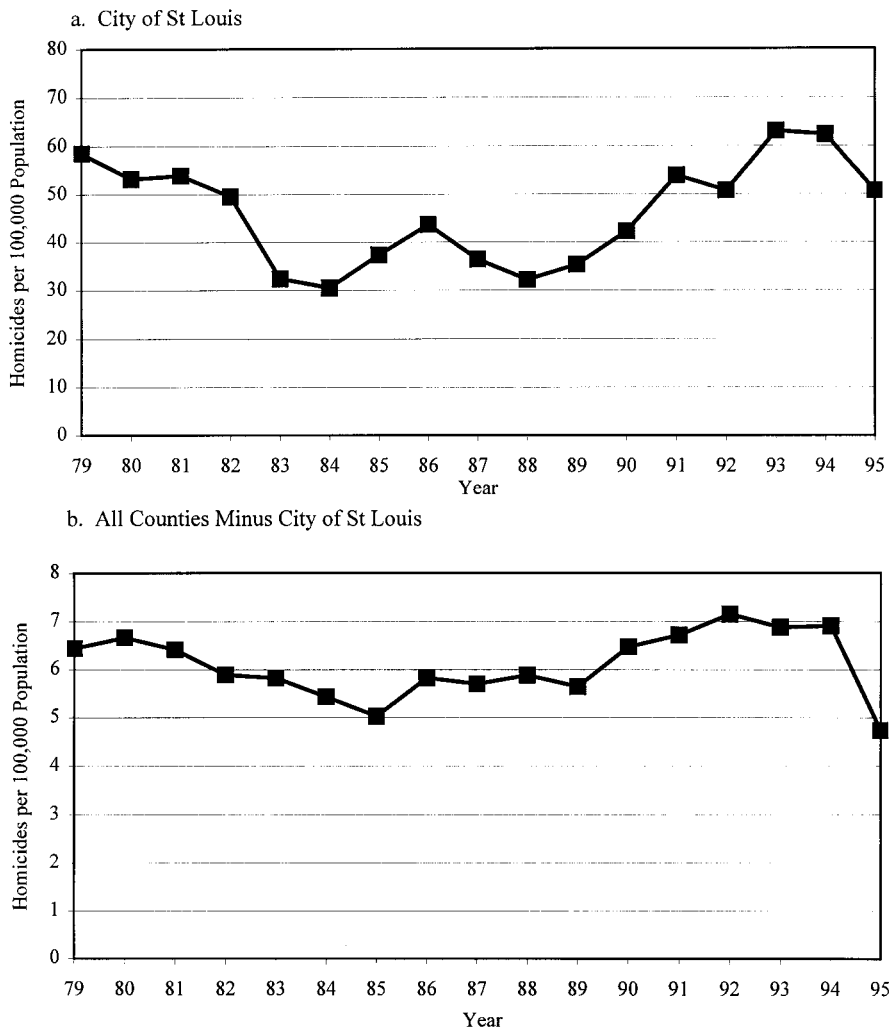 a. City of St Louis
80
70
60
50
40
30
20
10
0
Homicides per 100,000 Population
79 80 81 82 83 84 85 86 87 88 89 90 91 92 93 94 95
Year
b. All Counties Minus City of St Louis
8
7
6
5
4
3
2
1
0
Homicides per 100,000 Population
79 80 81 82 83 84 85 86 87 88 89 90 91 92 93 94 95
Year